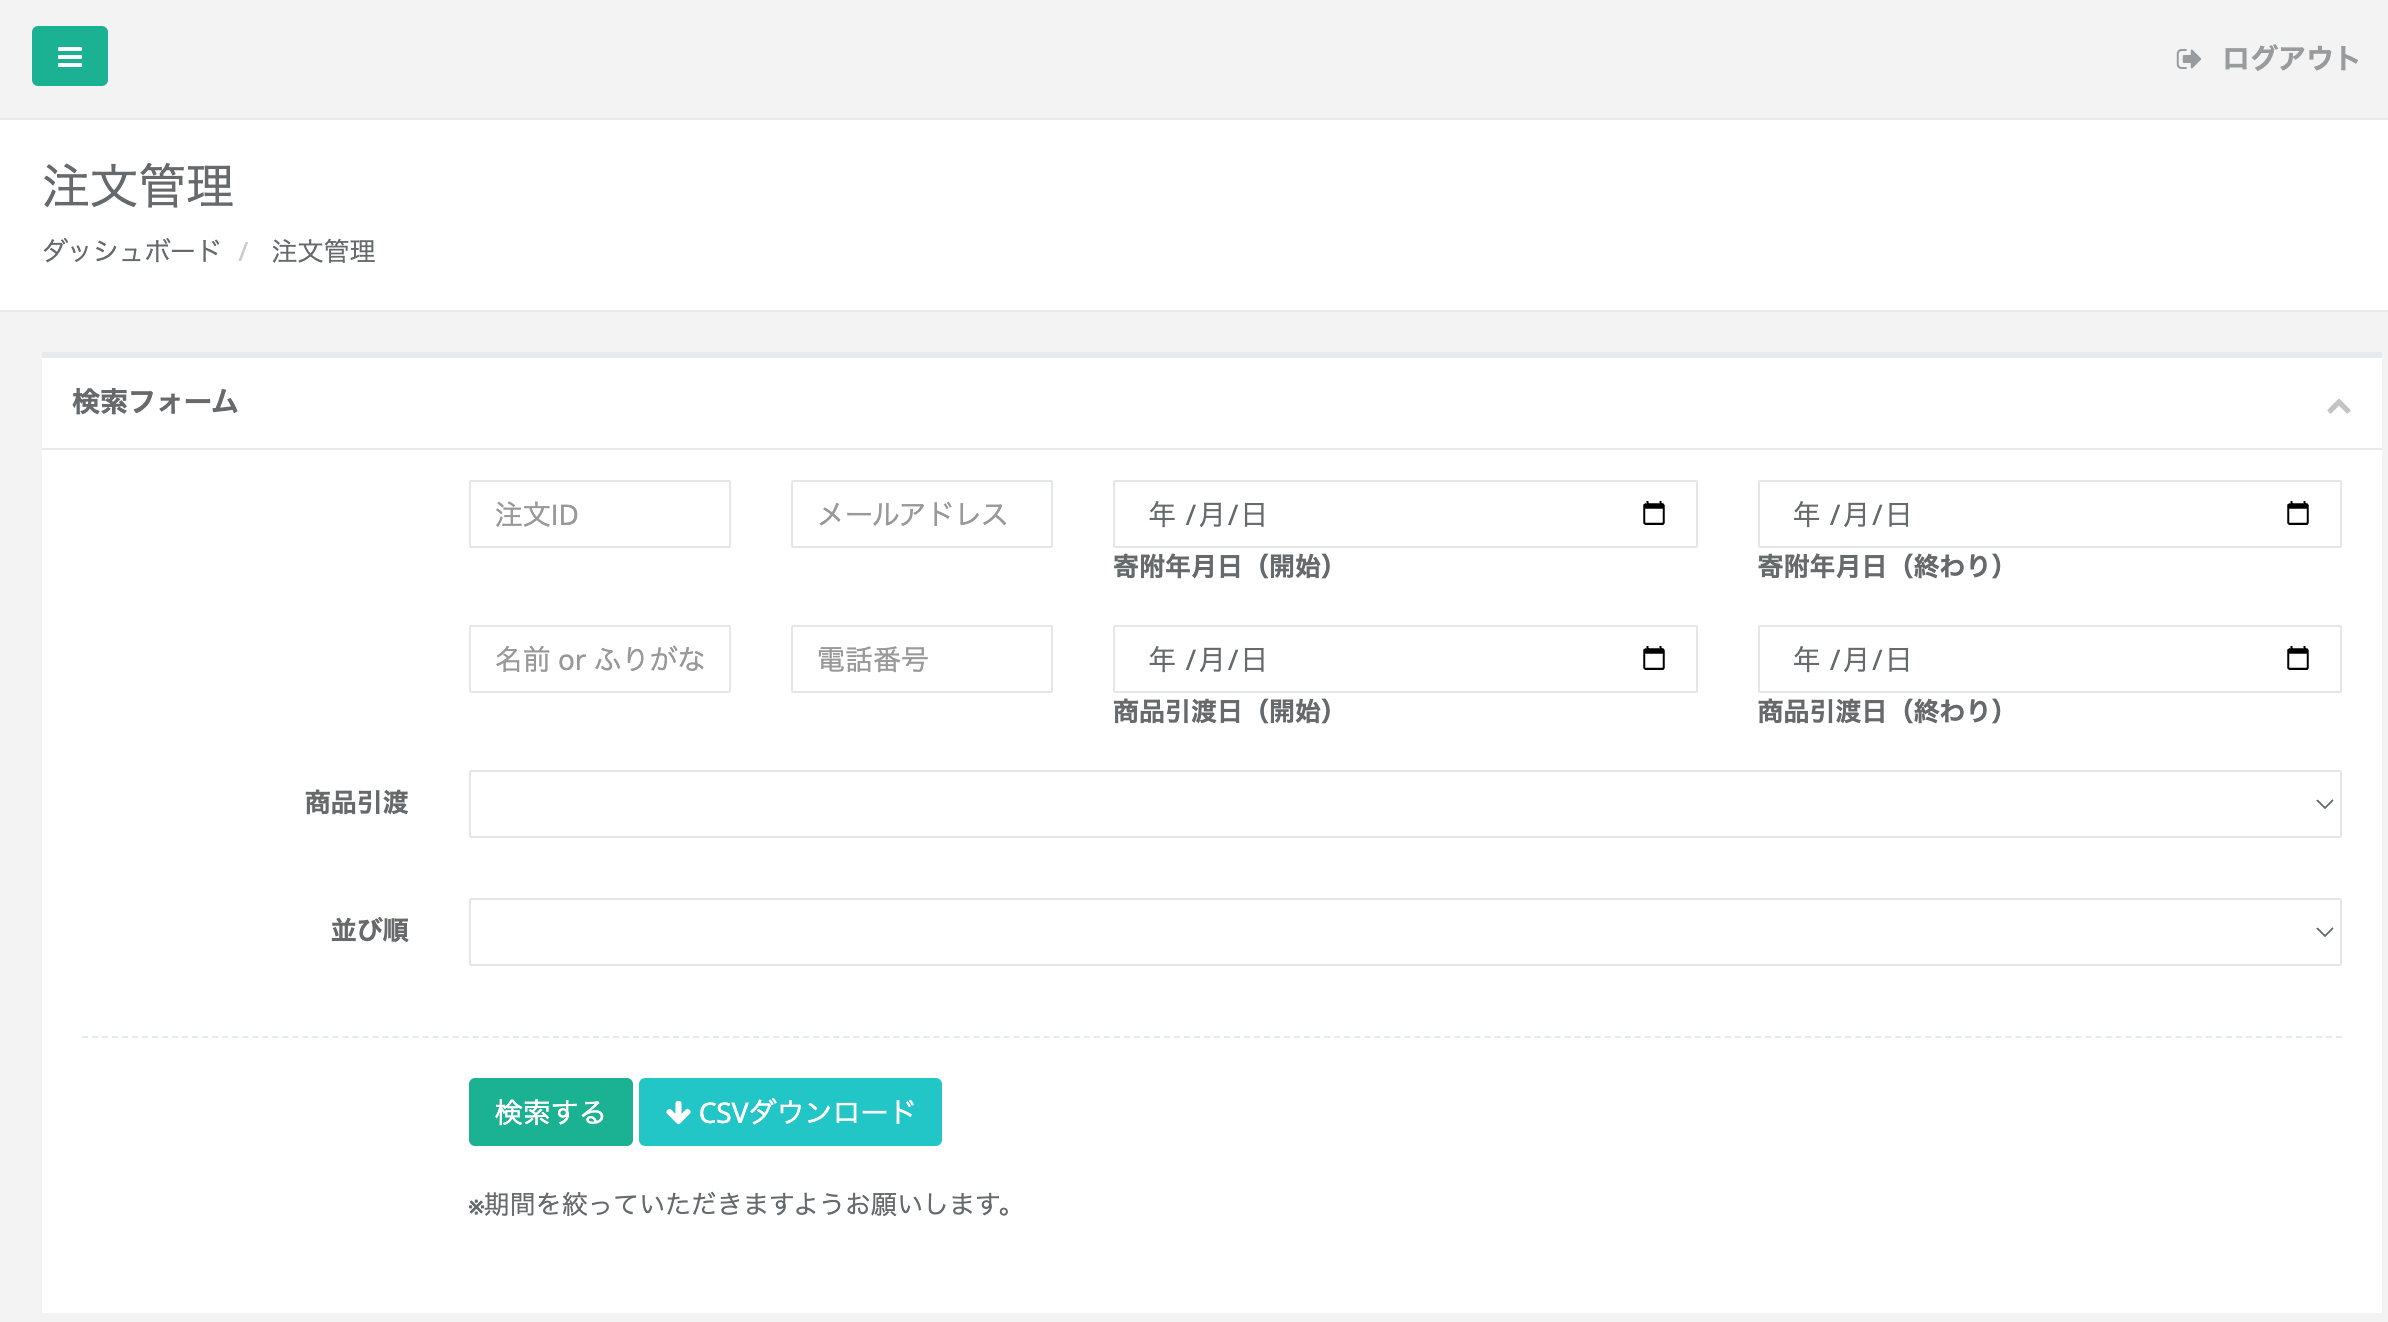 ログアウト
注文管理
ダッシュボード / 注文管理
検索フォーム
注文ID メールアドレス 年 /月/日 年 /月/日
寄附年月日（開始） 寄附年月日（終わり）
名前 or ふりがな 電話番号 年 /月/日 年 /月/日
商品引渡日（開始） 商品引渡日（終わり）
商品引渡
並び順
検索する CSVダウンロード
※期間を絞っていただきますようお願いします。